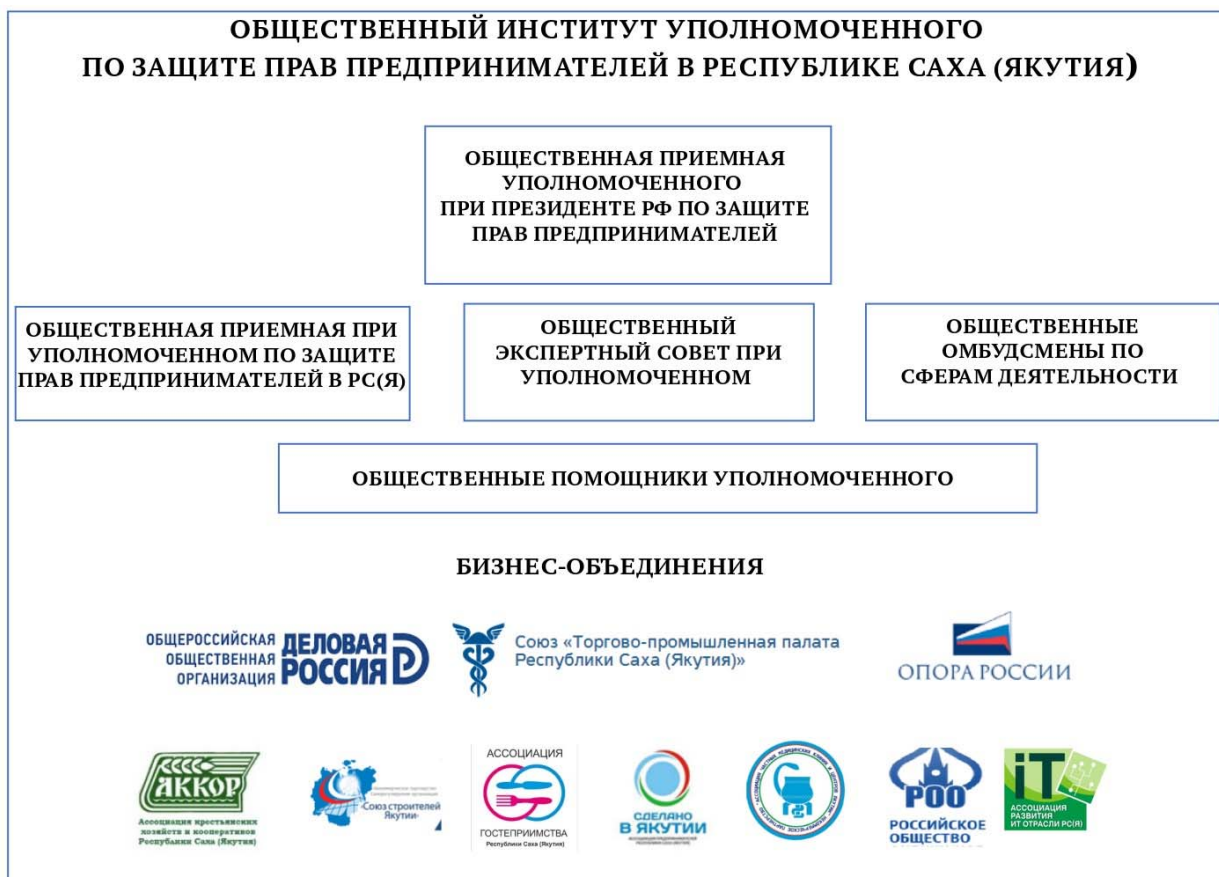 ОБЩЕСТВЕННЫЙ ИНСТИТУТ УПОЛНОМОЧЕННОГО
ПО ЗАЩИТЕ ПРАВ ПРЕДПРИНИМАТЕЛЕЙ В РЕСПУБЛИКЕ САХА (ЯКУТИЯ)
ОБЩЕСТВЕННАЯ ПРИЕМНАЯ
УПОЛНОМОЧЕННОГО
ПРИ ПРЕЗИДЕНТЕ РФ ПО ЗАЩИТЕ
ПРАВ ПРЕДПРИНИМАТЕЛЕЙ
ОБЩЕСТВЕННАЯ ПРИЕМНАЯ ПРИ
УПОЛНОМОЧЕННОМ ПО ЗАЩИТЕ
ПРАВ ПРЕДПРИНИМАТЕЛЕЙ В РС(Я)
ОБЩЕСТВЕННЫЙ
ЭКСПЕРТНЫЙ СОВЕТ ПРИ
УПОЛНОМОЧЕННОМ
ОБЩЕСТВЕННЫЕ
ОМБУДСМЕНЫ ПО
СФЕРАМ ДЕЯТЕЛЬНОСТИ
ОБЩЕСТВЕННЫЕ ПОМОЩНИКИ УПОЛНОМОЧЕННОГО
БИЗНЕС-ОБЪЕДИНЕНИЯ
ОБЩЕРОССИЙСКАЯ
ОБЩЕСТВЕННАЯ
ОРГАНИЗАЦИЯ
ДЕЛОВАЯ
РОССИЯ
Союз «Торгово-промышленная палата
Республики Саха (Якутия)»
ОПОРА РОССИИ
АККОР
Ассоциация крестьянских
хозяйств и кооперативов
Республики Саха (Якутия)
Союз строителей
Якутии
АССОЦИАЦИЯ
ГОСТЕПРИИМСТВА
Республики Саха (Якутия)
СДЕЛАНО
В ЯКУТИИ
РОО
РОССИЙСКОЕ
ОБЩЕСТВО
iT
АССОЦИАЦИЯ
РАЗВИТИЯ
ИТ ОТРАСЛИ РС(Я)